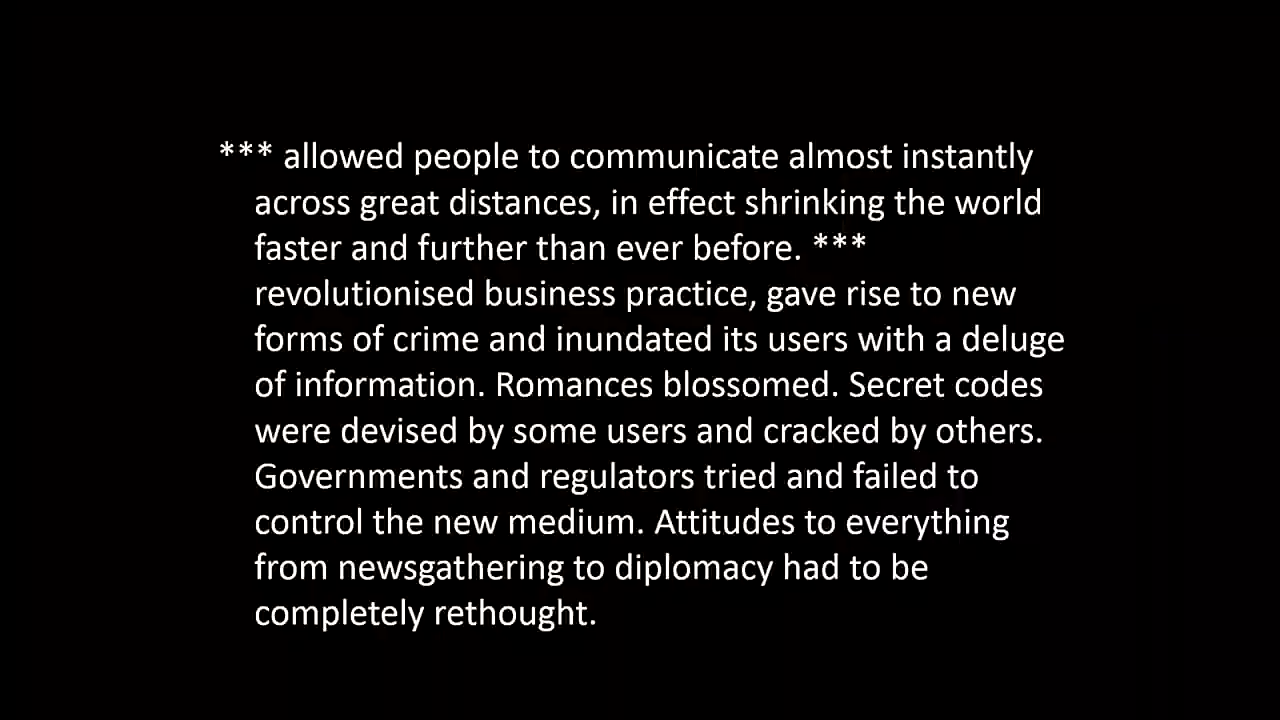 *** allowed people to communicate almost instantly
across great distances, in effect shrinking the world
faster and further than ever before. ***
revolutionised business practice, gave rise to new
forms of crime and inundated its users with a deluge
of information. Romances blossomed. Secret codes
were devised by some users and cracked by others.
Governments and regulators tried and failed to
control the new medium. Attitudes to everything
from newsgathering to diplomacy had to be
completely rethought.